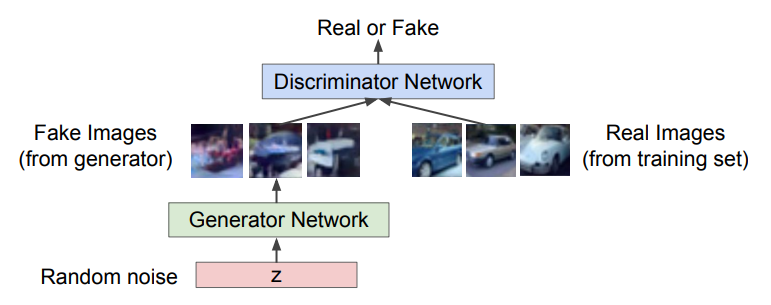 Real or Fake
Discriminator Network
Fake Images
(from generator)
Real Images
(from training set)
Generator Network
Random noise
z